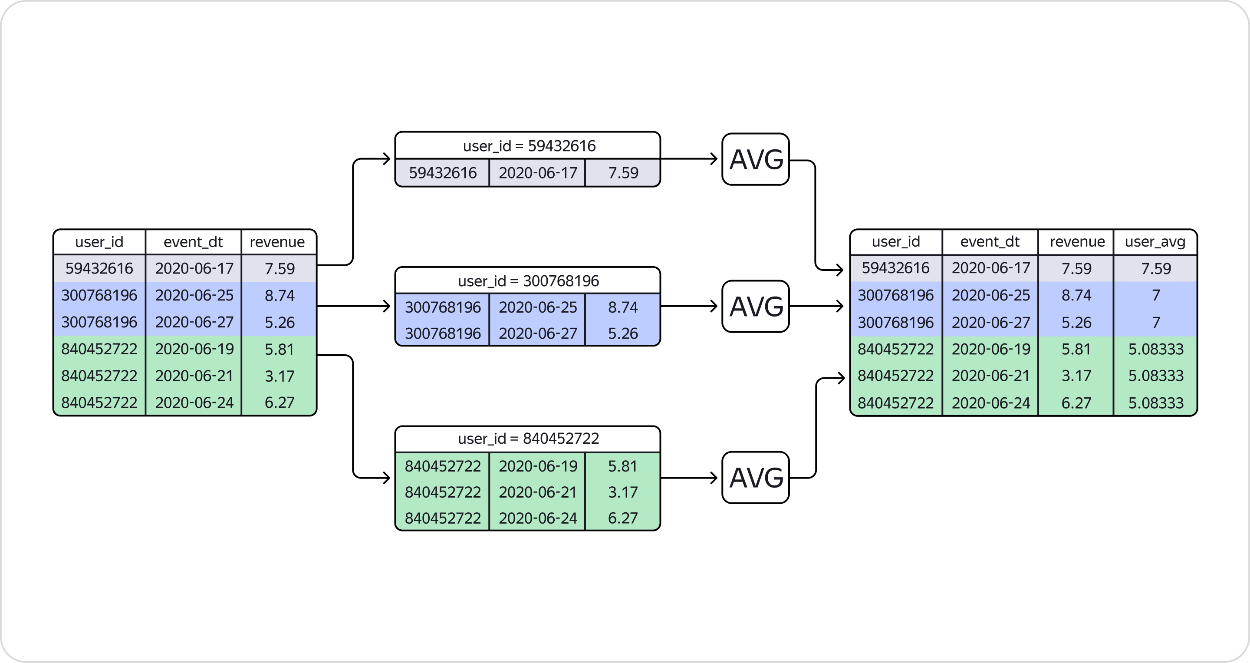 user_id event_dt revenue
59432616 2020-06-17 7.59
300768196 2020-06-25 8.74
300768196 2020-06-27 5.26
840452722 2020-06-19 5.81
840452722 2020-06-21 3.17
840452722 2020-06-24 6.27
user_id = 59432616
59432616 2020-06-17 7.59
user_id = 300768196
300768196 2020-06-25 8.74
300768196 2020-06-27 5.26
user_id = 840452722
840452722 2020-06-19 5.81
840452722 2020-06-21 3.17
840452722 2020-06-24 6.27
AVG
AVG
AVG
user_id event_dt revenue user_avg
59432616 2020-06-17 7.59 7.59
300768196 2020-06-25 8.74 7
300768196 2020-06-27 5.26 7
840452722 2020-06-19 5.81 5.08333
840452722 2020-06-21 3.17 5.08333
840452722 2020-06-24 6.27 5.08333